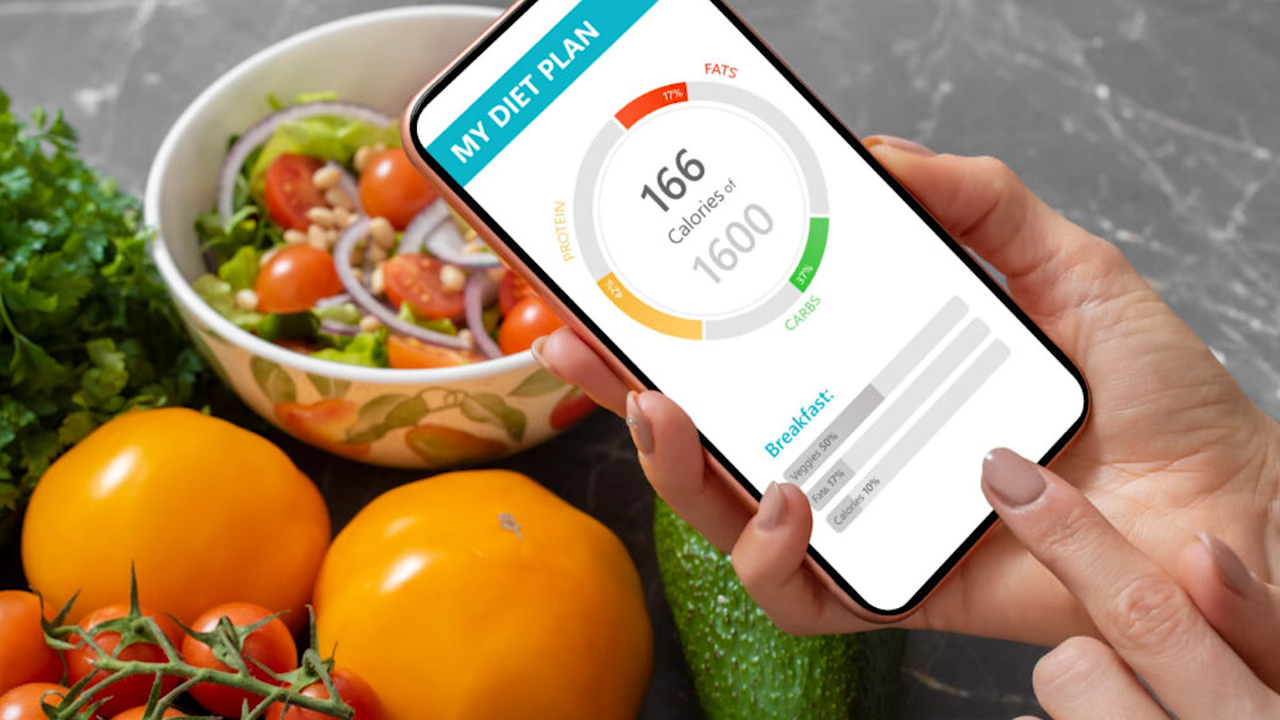 MY DIET PLAN
FATS
17%
166
Calories of
1600
PROTEIN
42%
37%
CARBS
Breakfast:
Veggies 50%
Fats 17%
Calories 10%